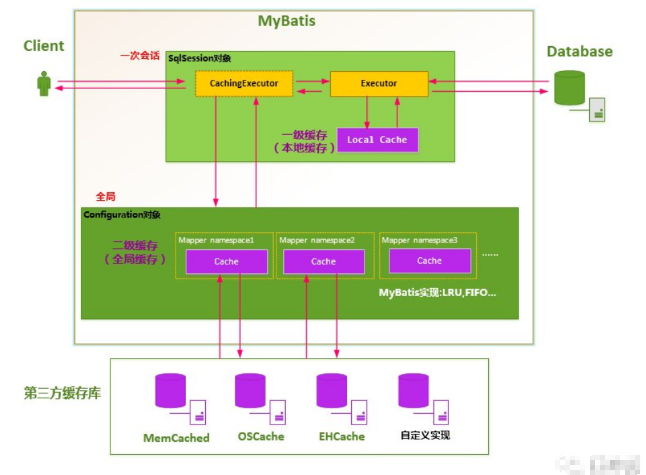 MyBatis
Client
一次会话
SqlSession对象
Database
CachingExecutor
Executor
一级缓存
（本地缓存）
Local Cache
全局
Configuration对象
二级缓存
（全局缓存）
Mapper namespace1
Mapper namespace2
Mapper namespace3
Cache
Cache
Cache
......
MyBatis实现:LRU,FIFO...
第三方缓存库
MemCached
OSCache
EHCache
自定义实现